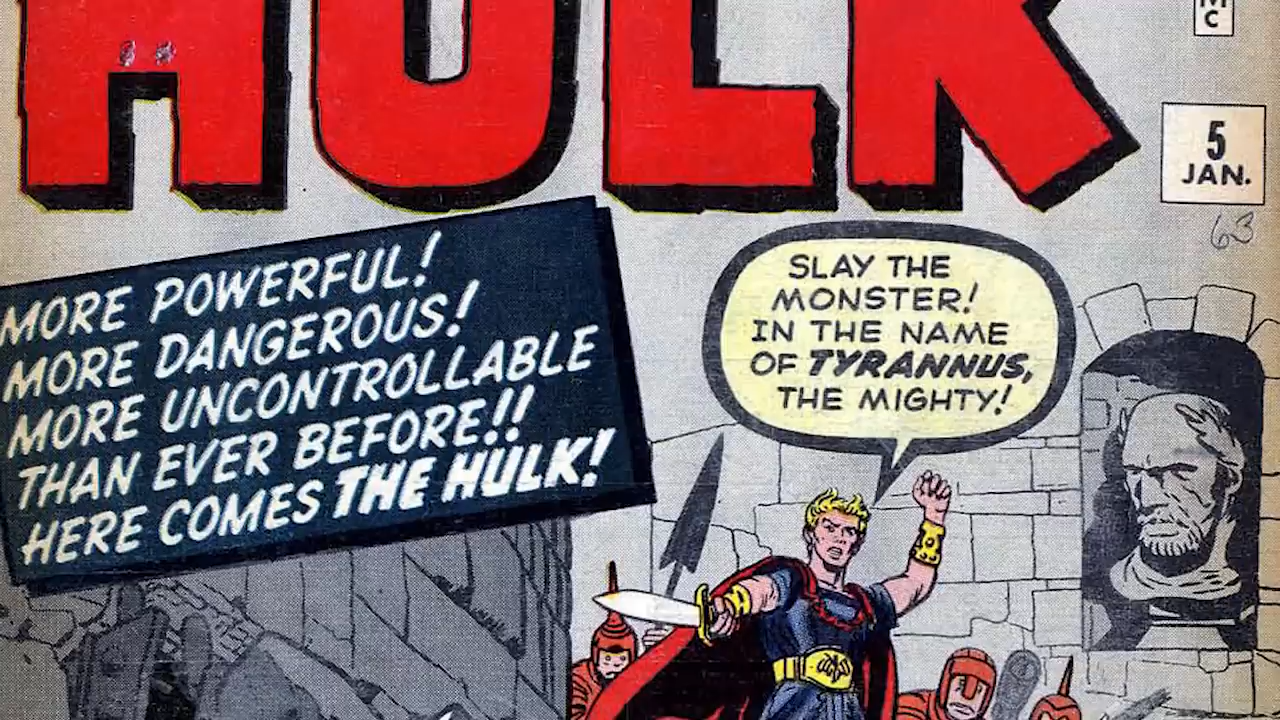 HULK
M
C
5
JAN.
63
MORE POWERFUL!
MORE DANGEROUS!
MORE UNCONTROLLABLE
THAN EVER BEFORE!!
HERE COMES THE HULK!
SLAY THE
MONSTER!
IN THE NAME
OF TYRANNUS,
THE MIGHTY!